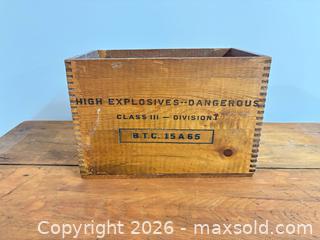 HIGH EXPLOSIVES--DANGEROUS
CLASS III — DIVISION 1
B.T.C. 15A65
Copyright 2026 - maxsold.com